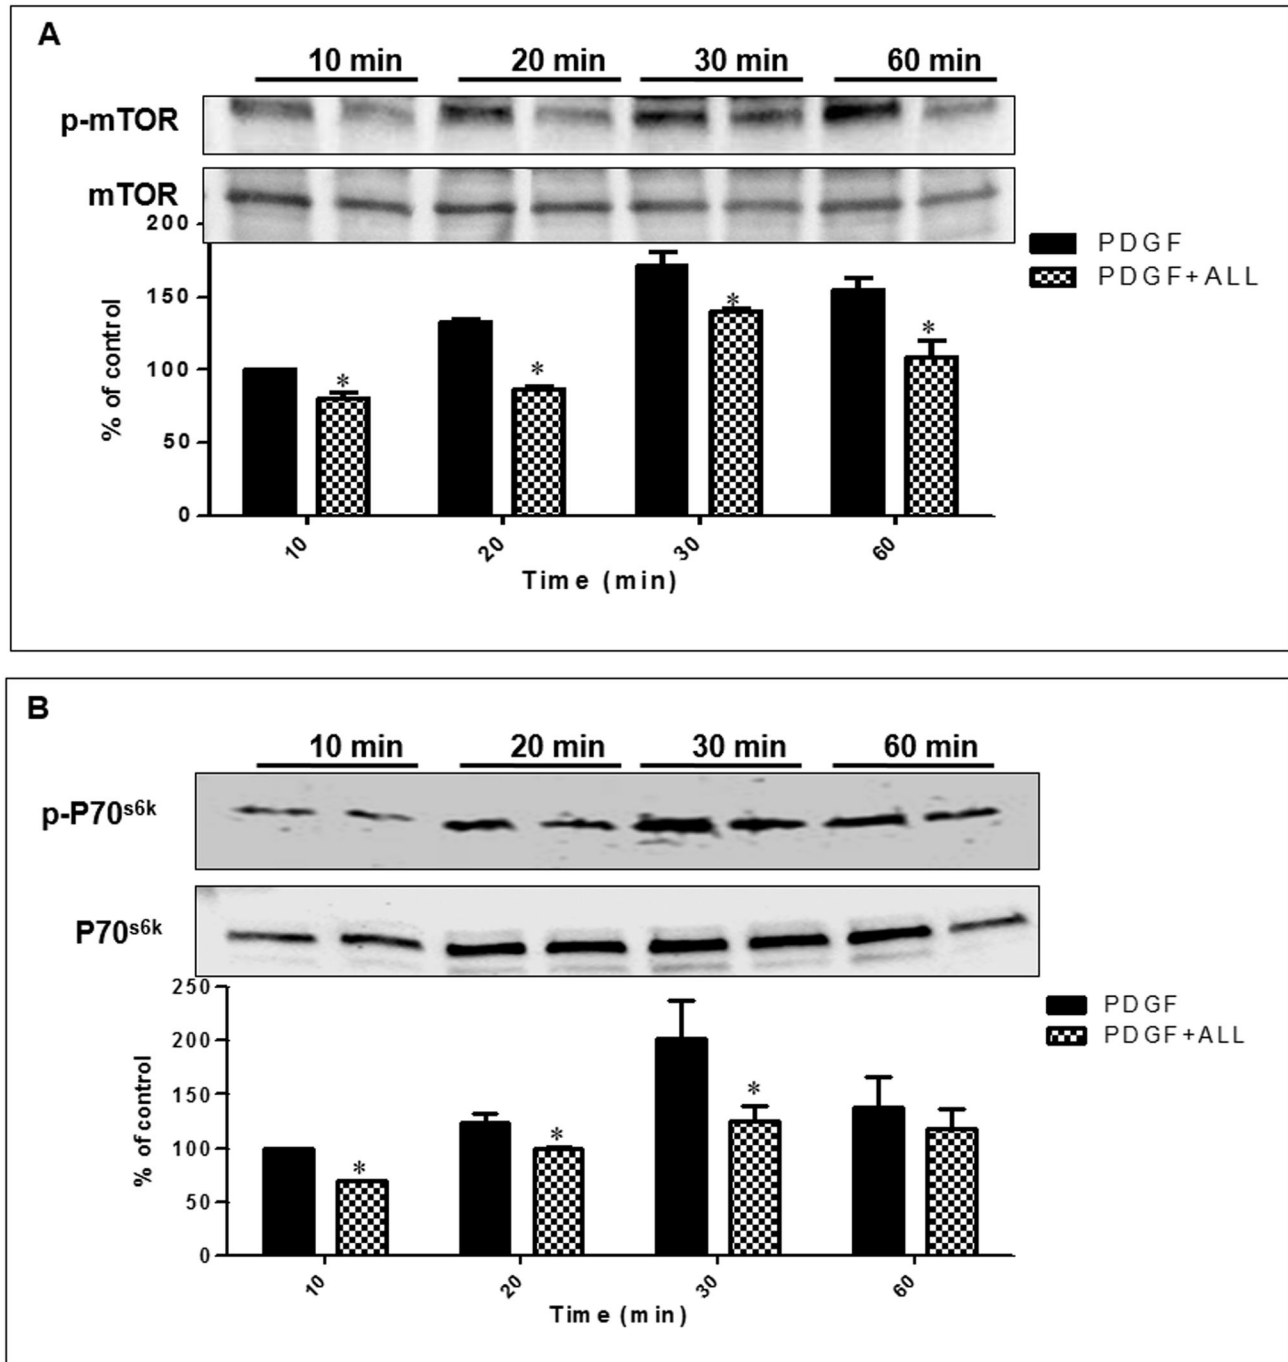 A
10 min 20 min 30 min 60 min
p-mTOR
mTOR
200
150
100
50
0
% of control
PDGF
PDGF+ALL
* * * *
10 20 30 60
Time (min)
B
10 min 20 min 30 min 60 min
p-P70s6k
P70s6k
250
200
150
100
50
0
% of control
PDGF
PDGF+ALL
* * *
10 20 30 60
Time (min)